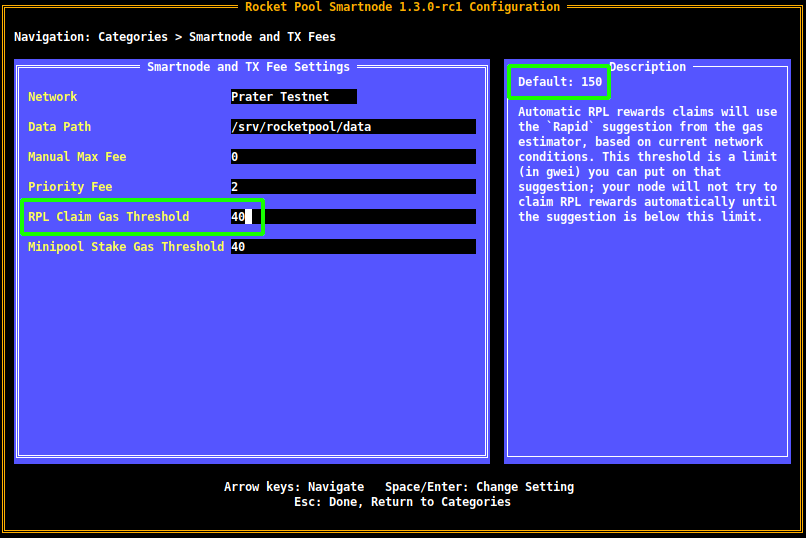 Rocket Pool Smartnode 1.3.0-rc1 Configuration
Navigation: Categories > Smartnode and TX Fees
Smartnode and TX Fee Settings
Network Prater Testnet
Data Path /srv/rocketpool/data
Manual Max Fee 0
Priority Fee 2
RPL Claim Gas Threshold 40
Minipool Stake Gas Threshold 40
Description
Default: 150
Automatic RPL rewards claims will use
the `Rapid` suggestion from the gas
estimator, based on current network
conditions. This threshold is a limit
(in gwei) you can put on that
suggestion; your node will not try to
claim RPL rewards automatically until
the suggestion is below this limit.
Arrow keys: Navigate Space/Enter: Change Setting
Esc: Done, Return to Categories